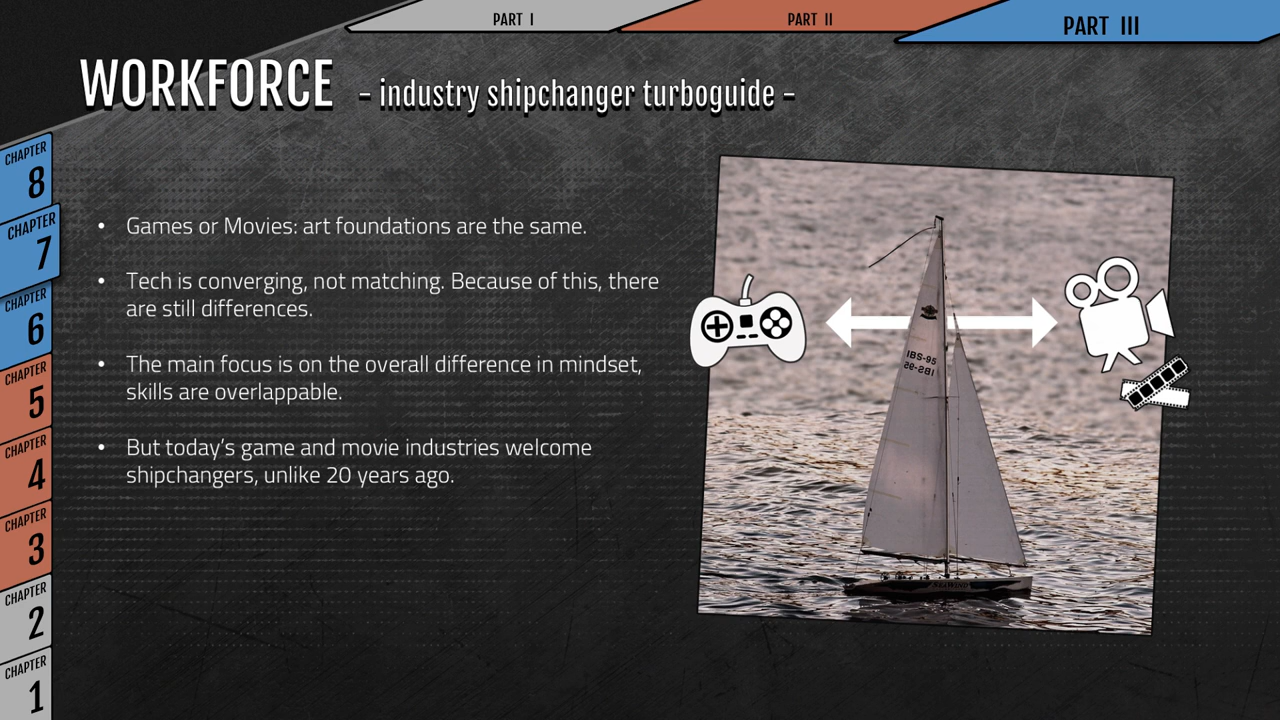 PART I
PART II
PART III
WORKFORCE - industry shipchanger turboguide -
CHAPTER
8
CHAPTER
7
CHAPTER
6
CHAPTER
5
CHAPTER
4
CHAPTER
3
CHAPTER
2
CHAPTER
1
• Games or Movies: art foundations are the same.
• Tech is converging, not matching. Because of this, there
are still differences.
• The main focus is on the overall difference in mindset,
skills are overlappable.
• But today's game and movie industries welcome
shipchangers, unlike 20 years ago.
IBS-95
IBS-95